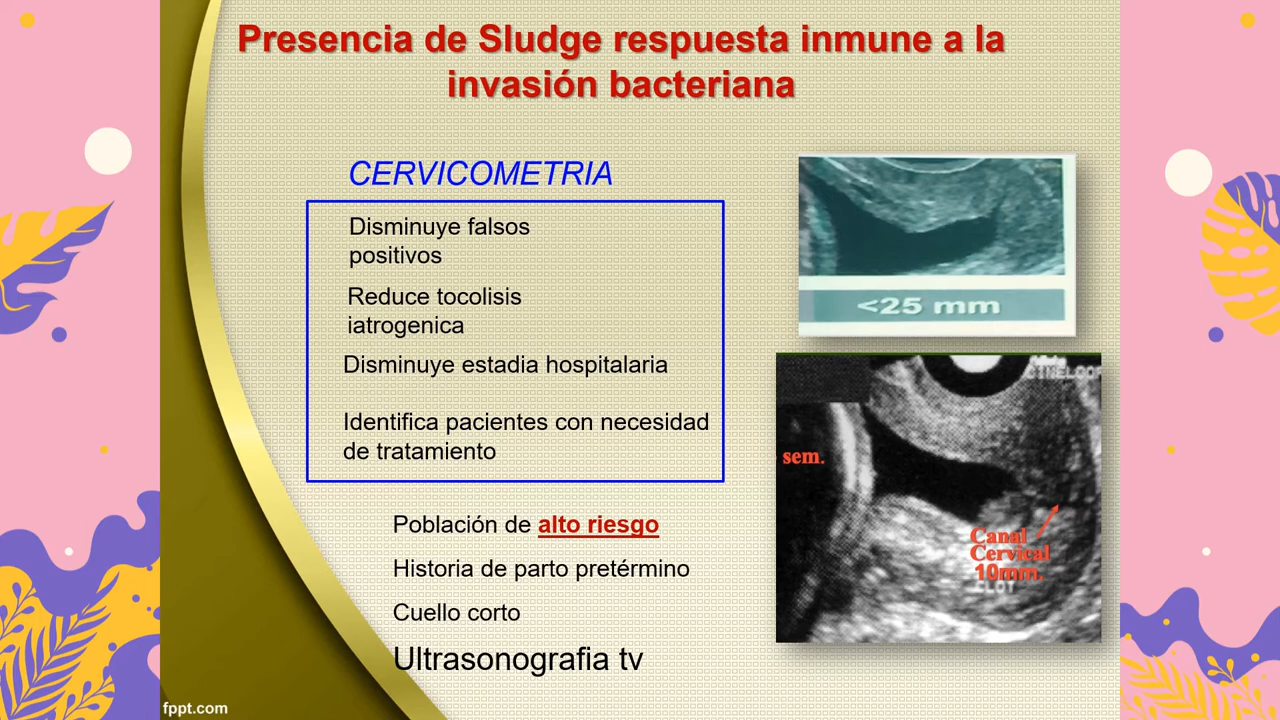 Presencia de Sludge respuesta inmune a la
invasión bacteriana
CERVICOMETRIA
Disminuye falsos
positivos
Reduce tocolisis
iatrogenica
Disminuye estadia hospitalaria
Identifica pacientes con necesidad
de tratamiento
Población de alto riesgo
Historia de parto pretérmino
Cuello corto
Ultrasonografia tv
<25 mm
sem.
Canal
Cervical
10mm.
fppt.com